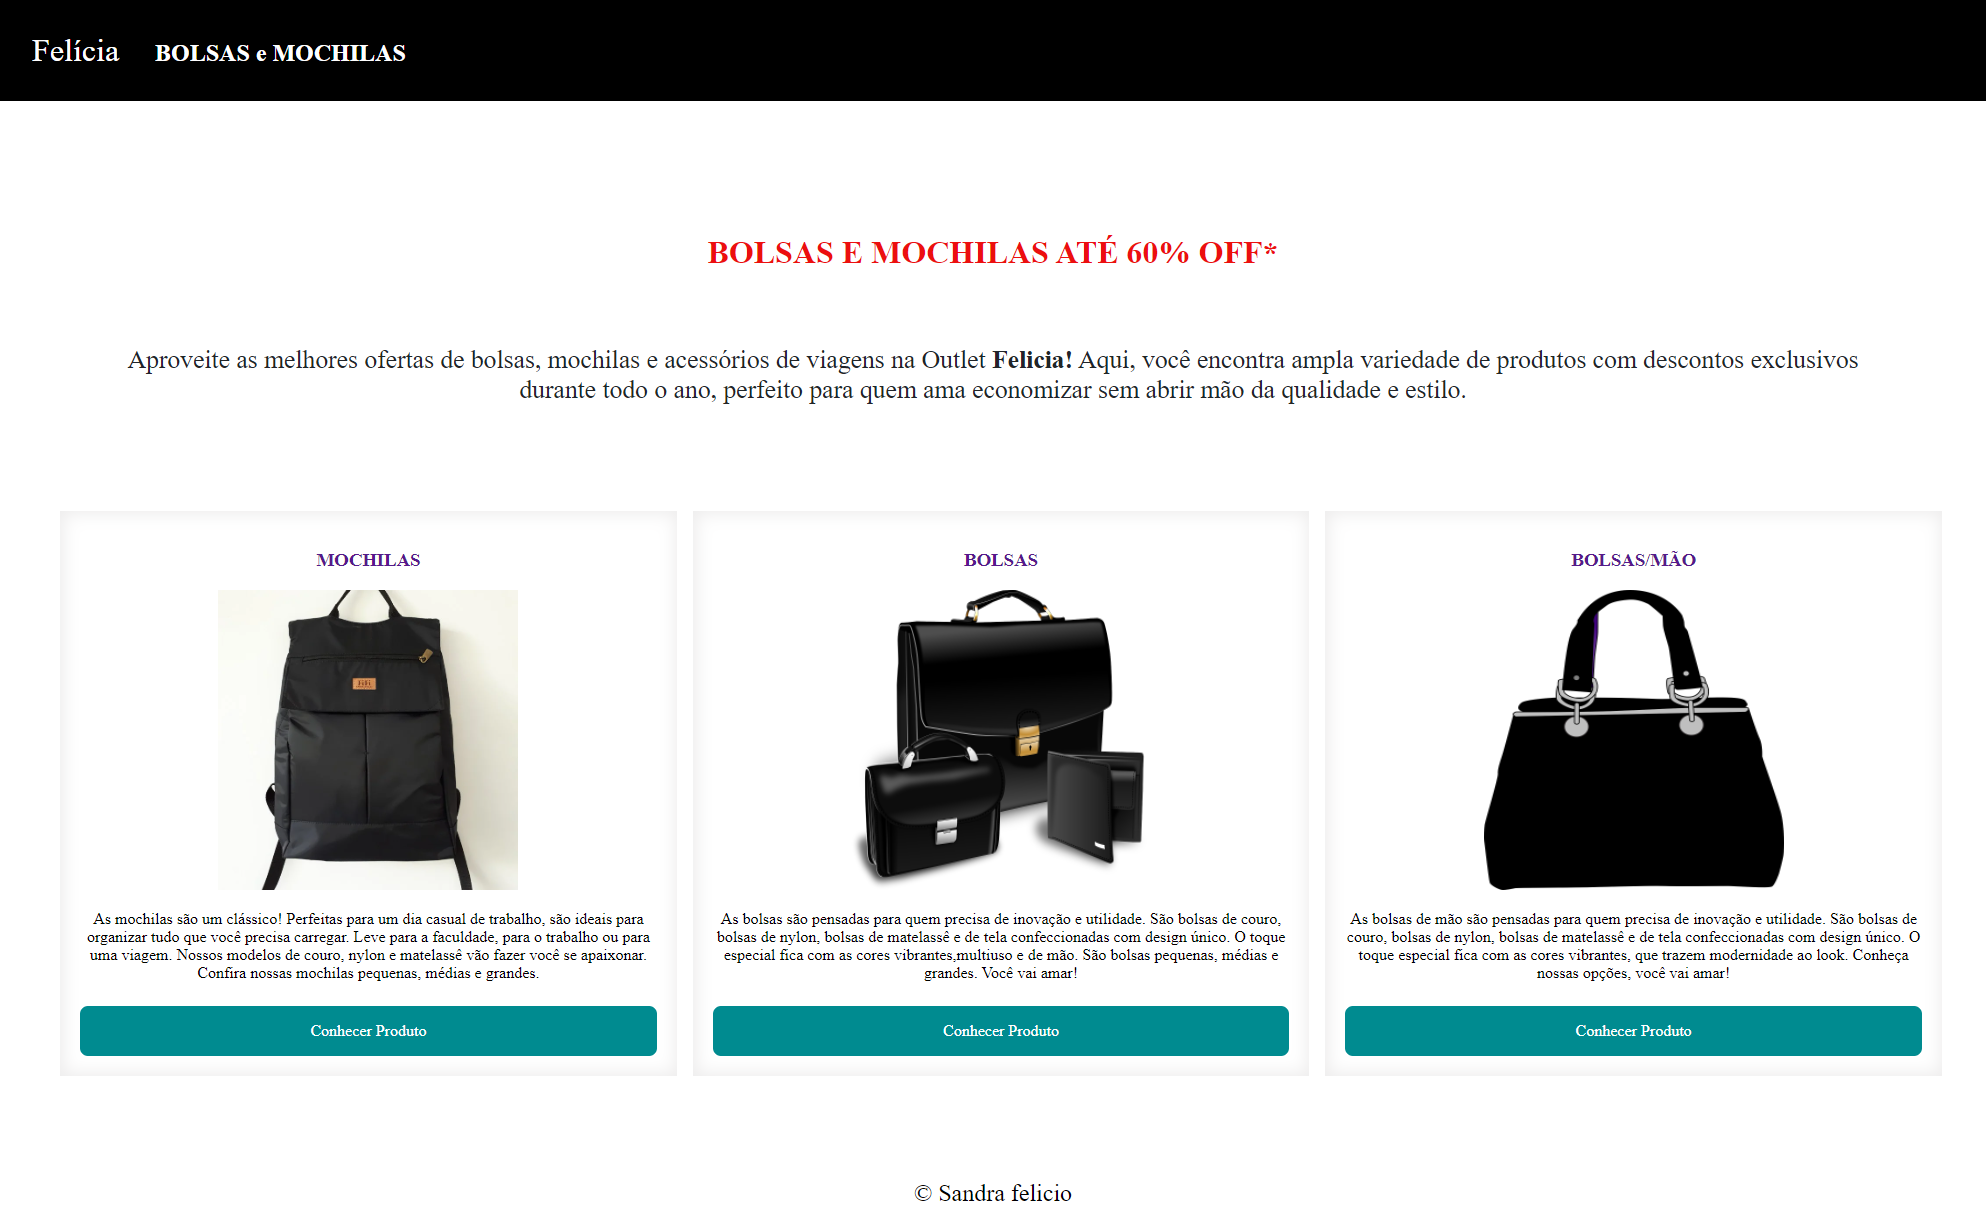 Felícia BOLSAS e MOCHILAS
BOLSAS E MOCHILAS ATÉ 60% OFF*
Aproveite as melhores ofertas de bolsas, mochilas e acessórios de viagens na Outlet Felicia! Aqui, você encontra ampla variedade de produtos com descontos exclusivos
durante todo o ano, perfeito para quem ama economizar sem abrir mão da qualidade e estilo.
MOCHILAS
As mochilas são um clássico! Perfeitas para um dia casual de trabalho, são ideais para
organizar tudo que você precisa carregar. Leve para a faculdade, para o trabalho ou para
uma viagem. Nossos modelos de couro, nylon e matelassê vão fazer você se apaixonar.
Confira nossas mochilas pequenas, médias e grandes.
Conhecer Produto
BOLSAS
As bolsas são pensadas para quem precisa de inovação e utilidade. São bolsas de couro,
bolsas de nylon, bolsas de matelassê e de tela confeccionadas com design único. O toque
especial fica com as cores vibrantes,multiuso e de mão. São bolsas pequenas, médias e
grandes. Você vai amar!
Conhecer Produto
BOLSAS/MÃO
As bolsas de mão são pensadas para quem precisa de inovação e utilidade. São bolsas de
couro, bolsas de nylon, bolsas de matelassê e de tela confeccionadas com design único. O
toque especial fica com as cores vibrantes, que trazem modernidade ao look. Conheça
nossas opções, você vai amar!
Conhecer Produto
© Sandra felicio